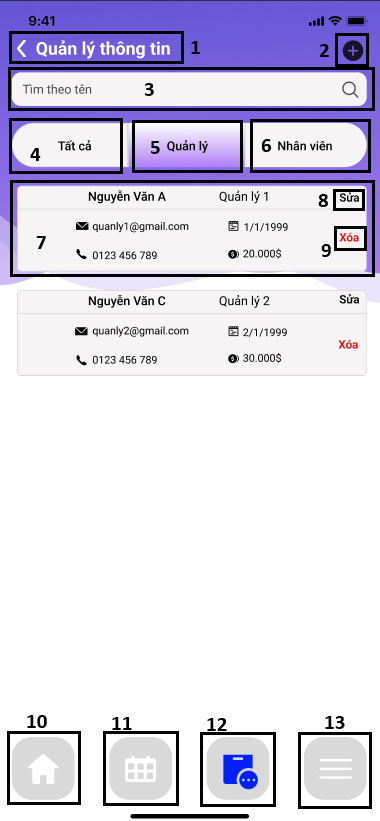 9:41
Quản lý thông tin 1
2
Tìm theo tên 3
4 Tất cả
5 Quản lý
6 Nhân viên
Nguyễn Văn A Quản lý 1 8 Sửa
7 quanly1@gmail.com 1/1/1999 9 Xóa
0123 456 789 20.000$
Nguyễn Văn C Quản lý 2 Sửa
quanly2@gmail.com 2/1/1999 Xóa
0123 456 789 30.000$
10 11 12 13